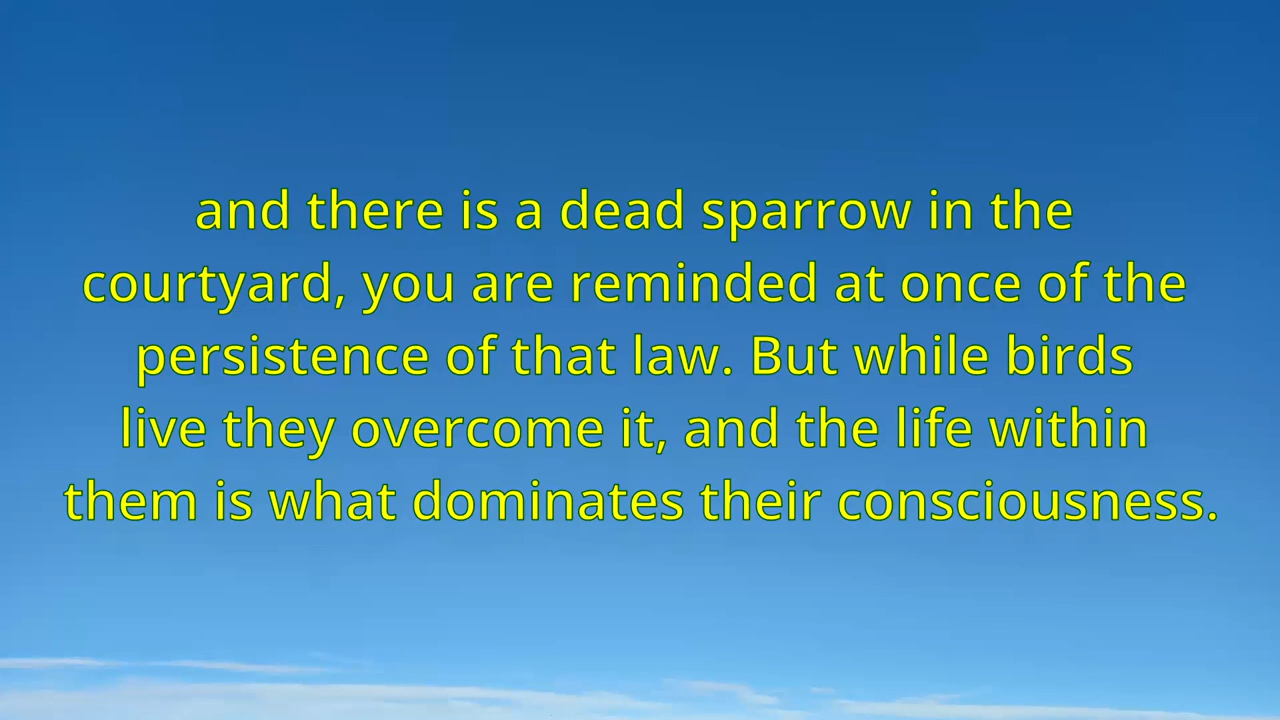 and there is a dead sparrow in the
courtyard, you are reminded at once of the
persistence of that law. But while birds
live they overcome it, and the life within
them is what dominates their consciousness.